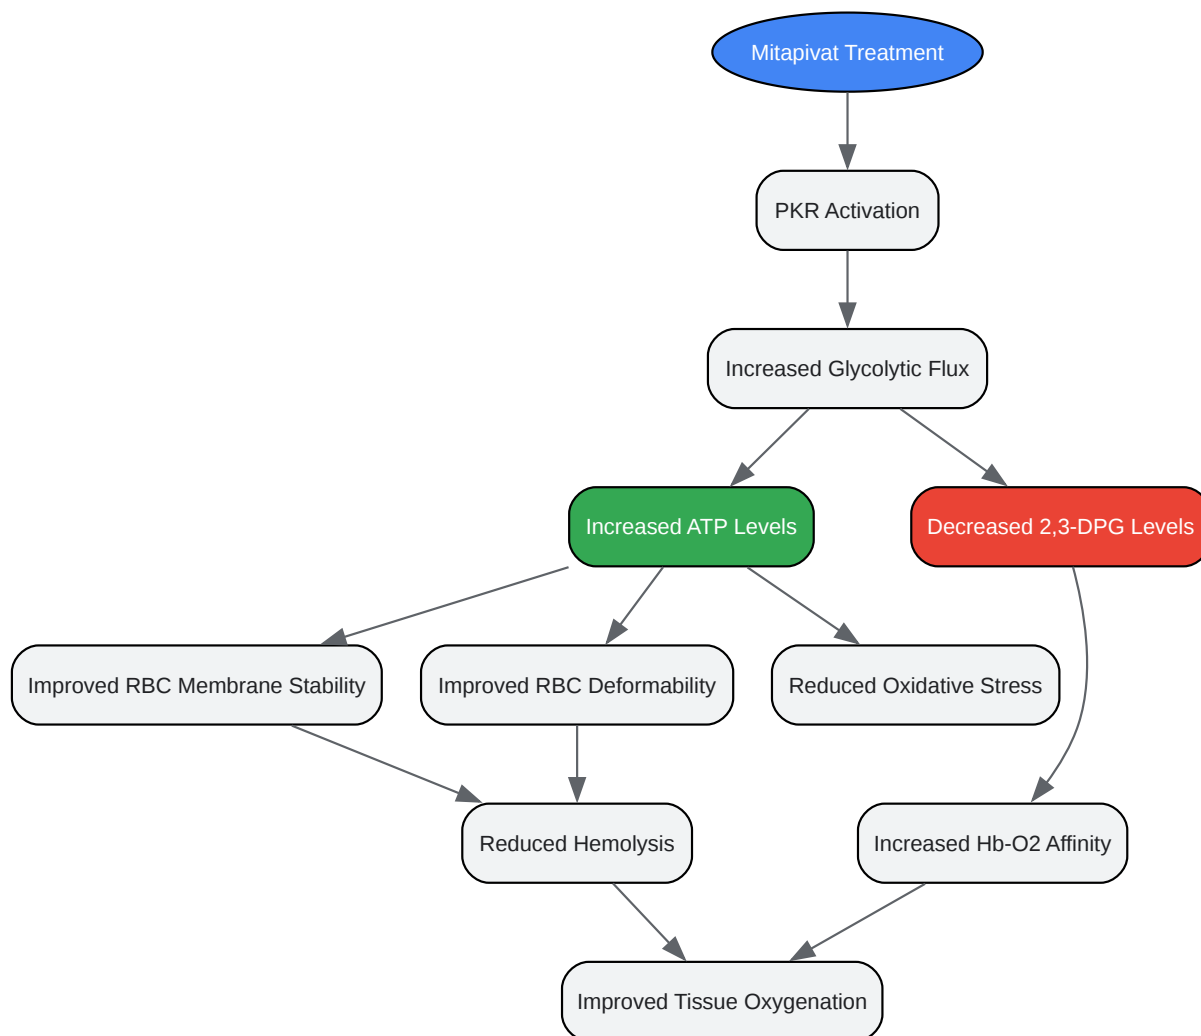 Mitapivat Treatment
PKR Activation
Increased Glycolytic Flux
Increased ATP Levels
Decreased 2,3-DPG Levels
Improved RBC Membrane Stability
Improved RBC Deformability
Reduced Oxidative Stress
Reduced Hemolysis
Increased Hb-O2 Affinity
Improved Tissue Oxygenation